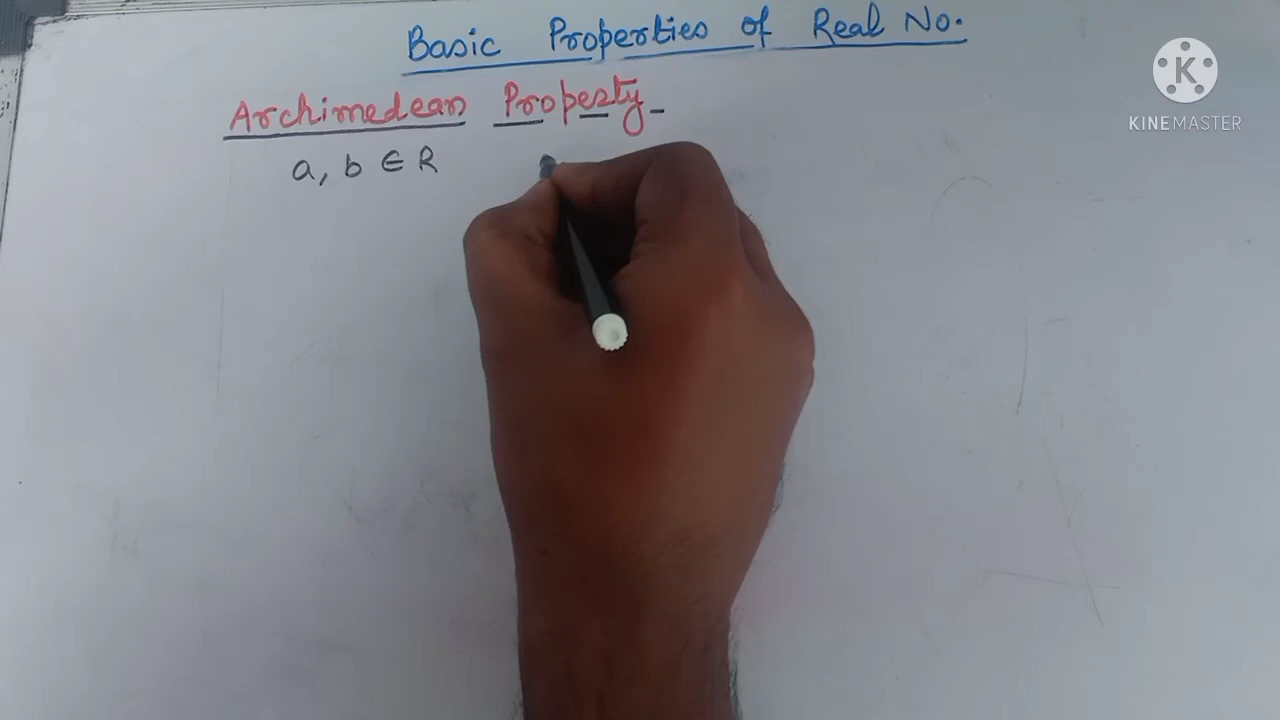 Basic Properties of Real No.
Archimedean Property
a, b ∈ R
K
KINEMASTER